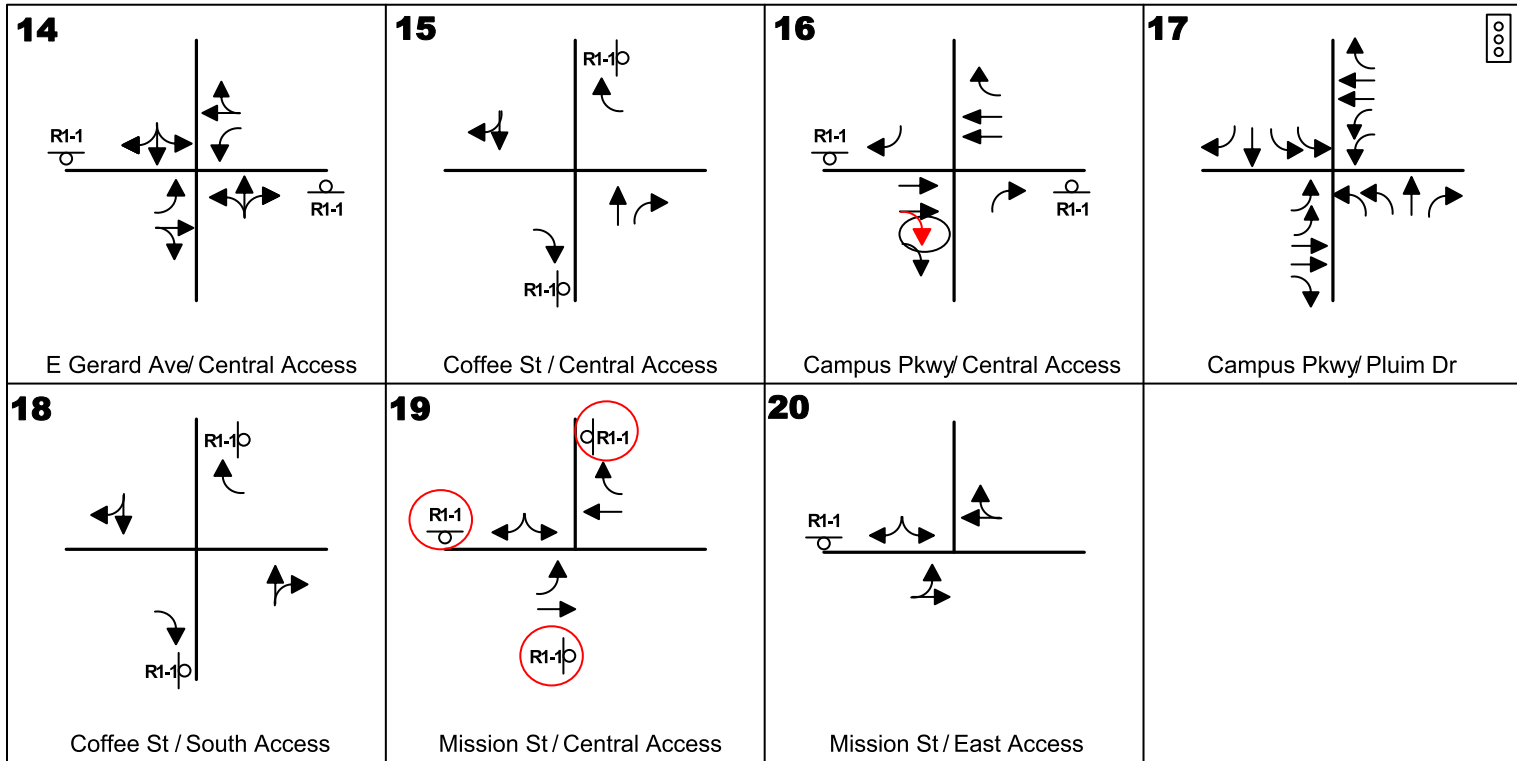 14
R1-1
R1-1
E Gerard Ave/ Central Access
15
R1-1
R1-1
Coffee St / Central Access
16
R1-1
R1-1
Campus Pkwy/ Central Access
17
Campus Pkwy/ Pluim Dr
18
R1-1
R1-1
Coffee St / South Access
19
R1-1
R1-1
R1-1
Mission St / Central Access
20
R1-1
Mission St / East Access